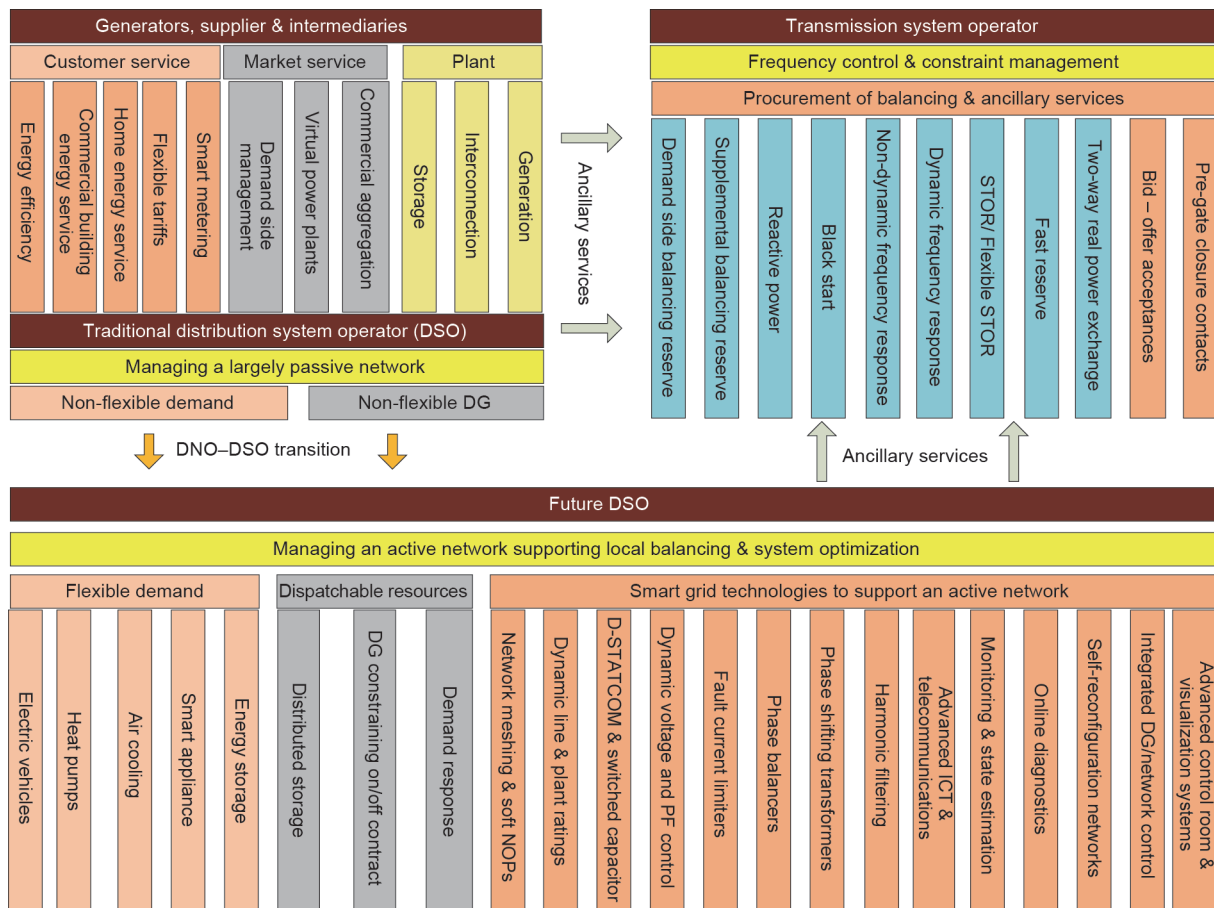 Generators, supplier & intermediaries
Customer service
Market service
Plant
Energy efficiency
Commercial building
energy service
Home energy service
Flexible tariffs
Smart metering
Demand side
management
Virtual power plants
Commercial aggregation
Storage
Interconnection
Generation
Traditional distribution system operator (DSO)
Managing a largely passive network
Non-flexible demand
Non-flexible DG
Ancillary services
Transmission system operator
Frequency control & constraint management
Procurement of balancing & ancillary services
Demand side balancing reserve
Supplemental balancing reserve
Reactive power
Black start
Non-dynamic frequency response
Dynamic frequency response
STOR/ Flexible STOR
Fast reserve
Two-way real power exchange
Bid – offer acceptances
Pre-gate closure contacts
DNO–DSO transition
Ancillary services
Future DSO
Managing an active network supporting local balancing & system optimization
Flexible demand
Dispatchable resources
Smart grid technologies to support an active network
Electric vehicles
Heat pumps
Air cooling
Smart appliance
Energy storage
Distributed storage
DG constraining on/off contract
Demand response
Network meshing & soft NOPs
Dynamic line & plant ratings
D-STATCOM & switched capacitor
Dynamic voltage and PF control
Fault current limiters
Phase balancers
Phase shifting transformers
Harmonic filtering
Advanced ICT &
telecommunications
Monitoring & state estimation
Online diagnostics
Self-reconfiguration networks
Integrated DG/network control
Advanced control room &
visualization systems